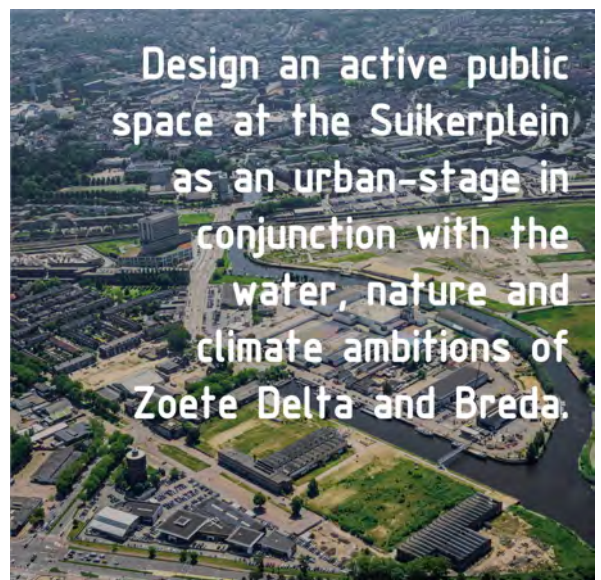 Design an active public
space at the Suikerplein
as an urban-stage in
conjunction with the
water, nature and
climate ambitions of
Zoete Delta and Breda.